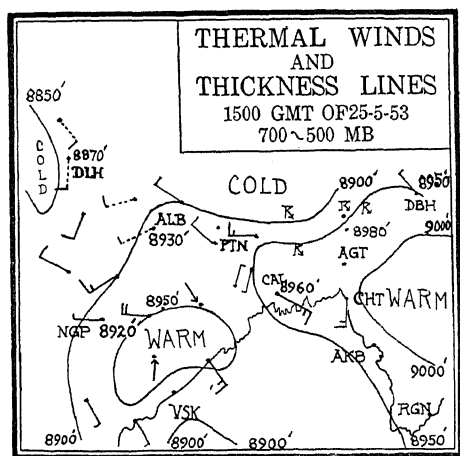 THERMAL WINDS
AND
THICKNESS LINES
1500 GMT OF 25-5-53
700~500 MB
8850'
COLD
8870'
DLH
COLD
8900'
8950'
DBH
ALB
8930'
PTN
8980'
9000'
AGT
CAL
8960'
CHT
WARM
NGP
8920'
8950'
WARM
AKB
9000'
VSK
RGN
8900'
8900'
8900'
8950'